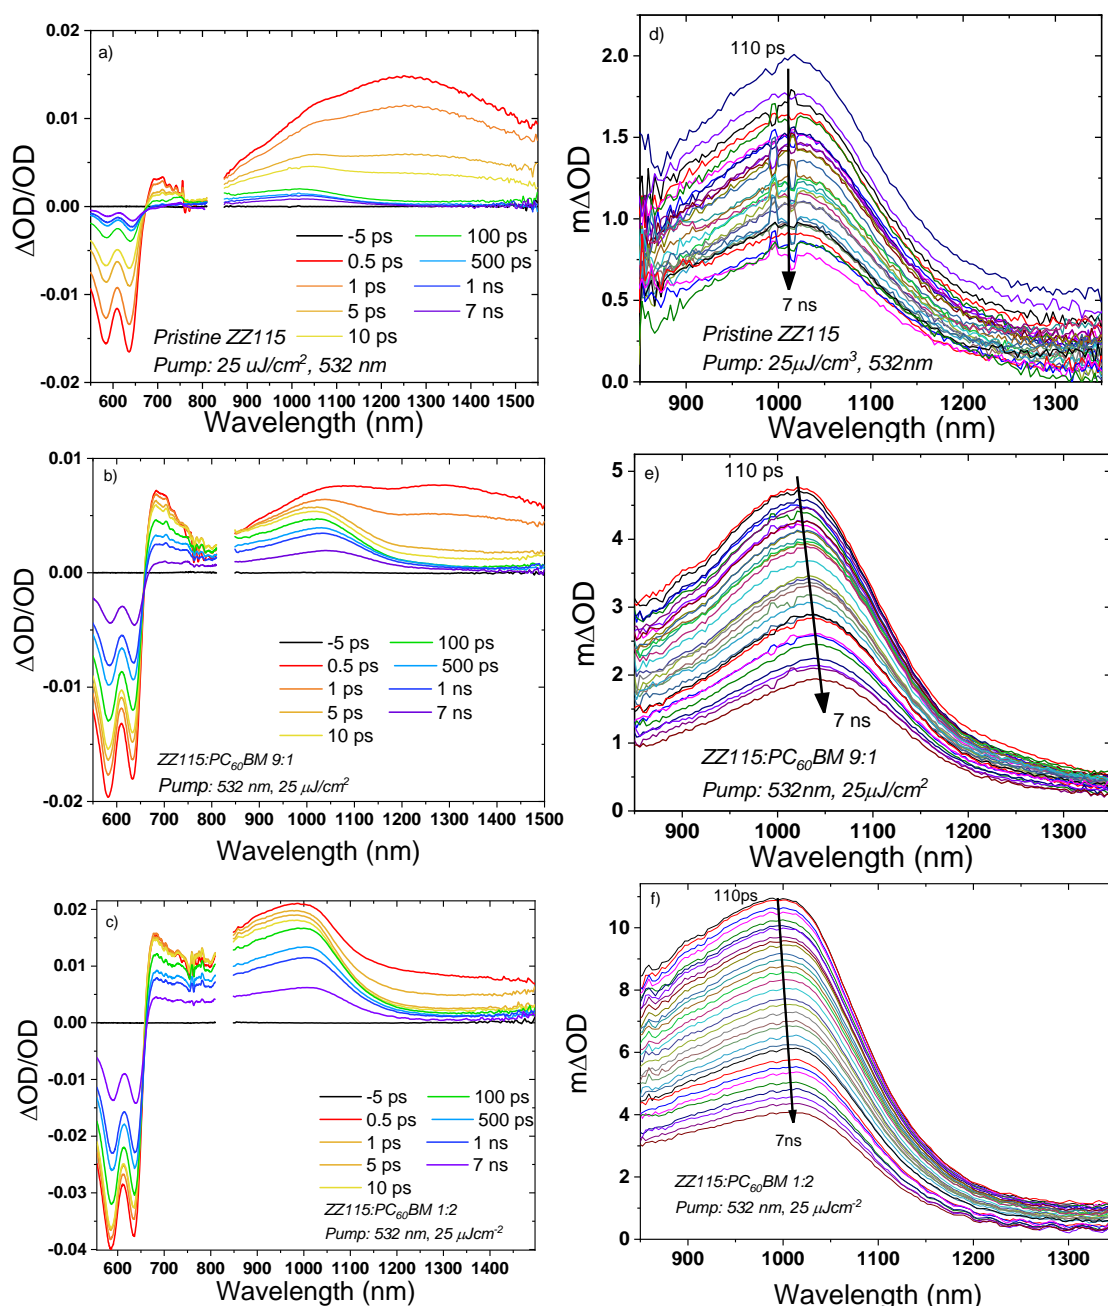 a)
0.02
0.01
0.00
-0.01
-0.02
ΔOD/OD
-5 ps 100 ps
0.5 ps 500 ps
1 ps 1 ns
5 ps 7 ns
10 ps
Pristine ZZ115
Pump: 25 uJ/cm², 532 nm
600 700 800 900 1000 1100 1200 1300 1400 1500
Wavelength (nm)
d)
110 ps
2.0
1.5
1.0
0.5
0.0
mΔOD
7 ns
Pristine ZZ115
Pump: 25μJ/cm³, 532nm
900 1000 1100 1200 1300
Wavelength (nm)
b)
0.01
0.00
-0.01
-0.02
ΔOD/OD
-5 ps 100 ps
0.5 ps 500 ps
1 ps 1 ns
5 ps 7 ns
10 ps
ZZ115:PC₆₀BM 9:1
Pump: 532 nm, 25 μJ/cm²
600 700 800 900 1000 1100 1200 1300 1400 1500
Wavelength (nm)
e)
110 ps
5
4
3
2
1
0
mΔOD
7 ns
ZZ115:PC₆₀BM 9:1
Pump: 532nm, 25μJ/cm²
900 1000 1100 1200 1300
Wavelength (nm)
c)
0.02
0.01
0.00
-0.01
-0.02
-0.03
-0.04
ΔOD/OD
-5 ps 100 ps
0.5 ps 500 ps
1 ps 1 ns
5 ps 7 ns
10 ps
ZZ115:PC₆₀BM 1:2
Pump: 532 nm, 25 μJcm⁻²
600 700 800 900 1000 1100 1200 1300 1400
Wavelength (nm)
f)
110ps
10
8
6
4
2
0
mΔOD
7ns
ZZ115:PC₆₀BM 1:2
Pump: 532 nm, 25 μJcm⁻²
900 1000 1100 1200 1300
Wavelength (nm)